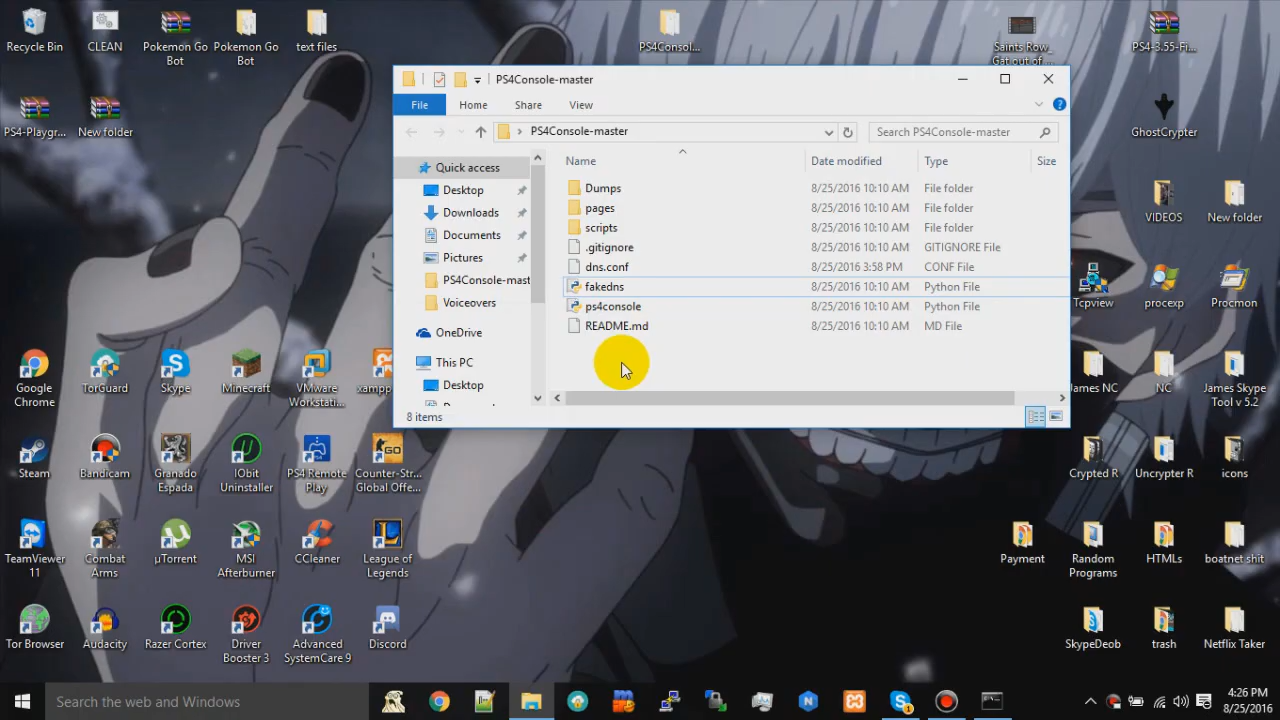 Recycle Bin
CLEAN
Pokemon Go
Bot
Pokemon Go
Bot
text files
PS4Consol...
Saints Row_
Gat out of ...
PS4-3.55-Fi...
PS4-Playgr...
New folder
GhostCrypter
PS4Console-master
File
Home
Share
View
PS4Console-master
Search PS4Console-master
Name
Date modified
Type
Size
Quick access
Desktop
Downloads
Documents
Pictures
PS4Console-mast
Voiceovers
OneDrive
This PC
Desktop
Dumps 8/25/2016 10:10 AM File folder
pages 8/25/2016 10:10 AM File folder
scripts 8/25/2016 10:10 AM File folder
.gitignore 8/25/2016 10:10 AM GITIGNORE File
dns.conf 8/25/2016 3:58 PM CONF File
fakedns 8/25/2016 10:10 AM Python File
ps4console 8/25/2016 10:10 AM Python File
README.md 8/25/2016 10:10 AM MD File
8 items
VIDEOS
New folder
Tcpview
procexp
Procmon
Google
Chrome
TorGuard
Skype
Minecraft
VMware
Workstati...
xampp
James NC
NC
James Skype
Tool v 5.2
Steam
Bandicam
Granado
Espada
IObit
Uninstaller
PS4 Remote
Play
Counter-Str...
Global Offe...
Crypted R
Uncrypter R
icons
TeamViewer
11
Combat
Arms
µTorrent
MSI
Afterburner
CCleaner
League of
Legends
Payment
Random
Programs
HTMLs
boatnet shit
Tor Browser
Audacity
Razer Cortex
Driver
Booster 3
Advanced
SystemCare 9
Discord
SkypeDeob
trash
Netflix Taker
Search the web and Windows
4:26 PM
8/25/2016